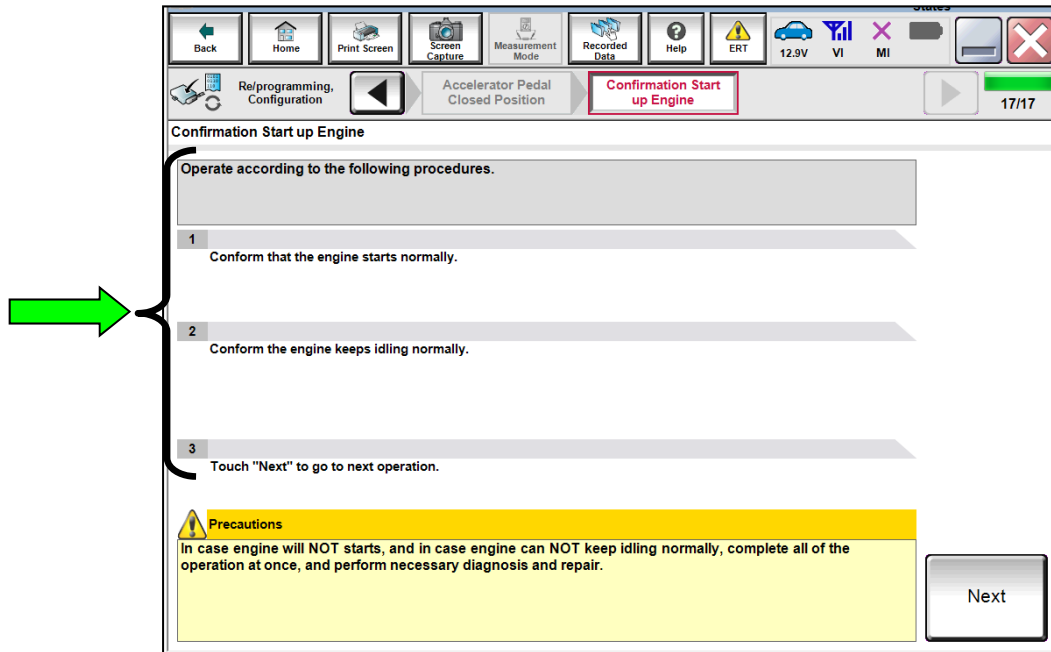 States
Back
Home
Print Screen
Screen
Capture
Measurement
Mode
Recorded
Data
Help
ERT
12.9V
VI
MI
Re/programming,
Configuration
Accelerator Pedal
Closed Position
Confirmation Start
up Engine
17/17
Confirmation Start up Engine
Operate according to the following procedures.
1
Conform that the engine starts normally.
2
Conform the engine keeps idling normally.
3
Touch "Next" to go to next operation.
Precautions
In case engine will NOT starts, and in case engine can NOT keep idling normally, complete all of the
operation at once, and perform necessary diagnosis and repair.
Next